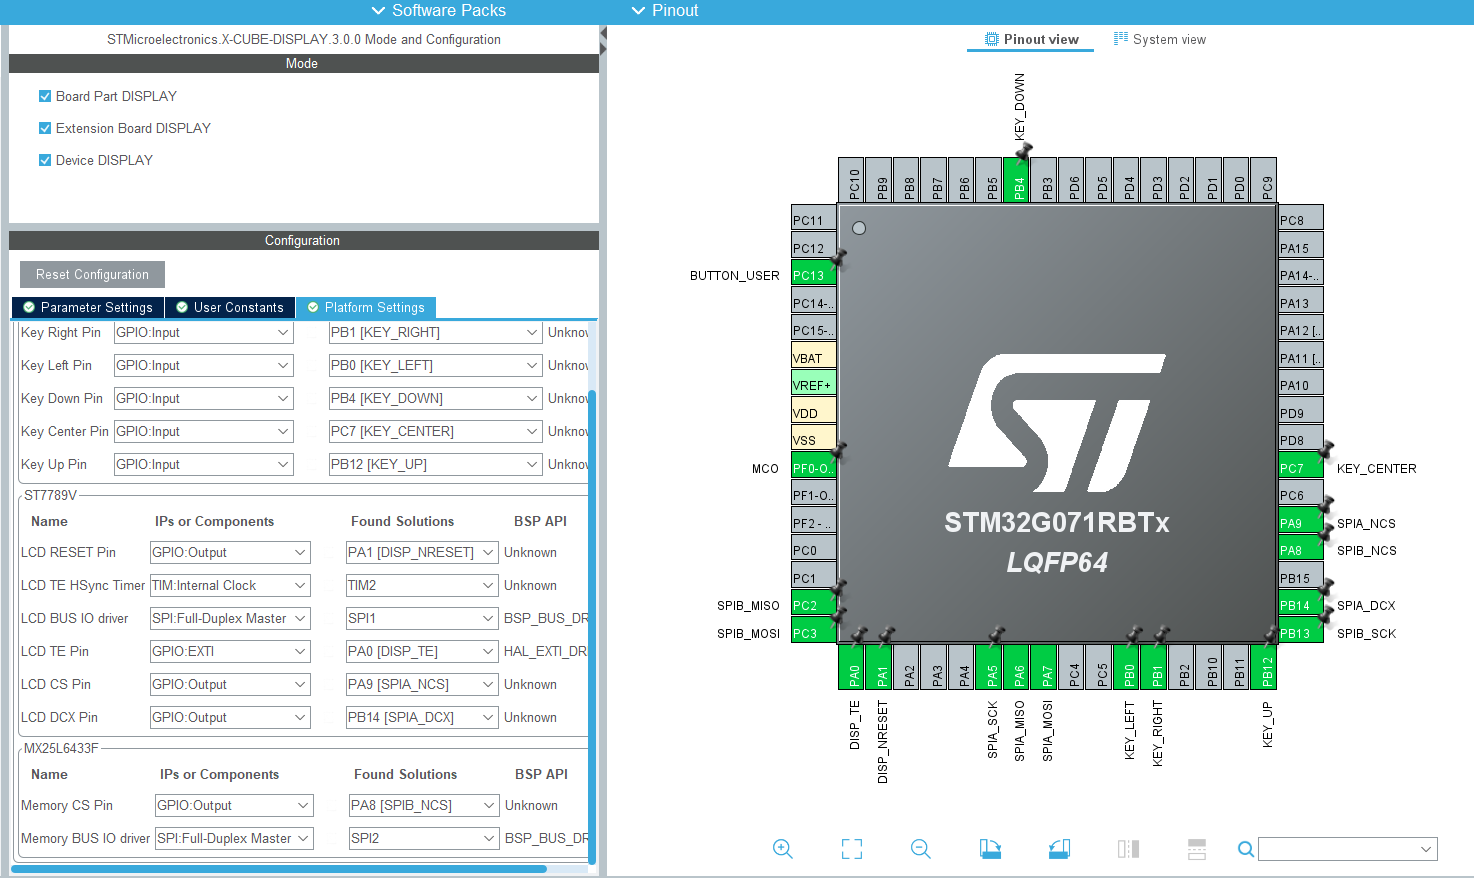 Software Packs
STMicroelectronics.X-CUBE-DISPLAY.3.0.0 Mode and Configuration
Mode
Board Part DISPLAY
Extension Board DISPLAY
Device DISPLAY
Configuration
Reset Configuration
Parameter Settings User Constants Platform Settings
Key Right Pin GPIO:Input PB1 [KEY_RIGHT] Unknow
Key Left Pin GPIO:Input PB0 [KEY_LEFT] Unknow
Key Down Pin GPIO:Input PB4 [KEY_DOWN] Unknow
Key Center Pin GPIO:Input PC7 [KEY_CENTER] Unknow
Key Up Pin GPIO:Input PB12 [KEY_UP] Unknow
ST7789V
Name IPs or Components Found Solutions BSP API
LCD RESET Pin GPIO:Output PA1 [DISP_NRESET] Unknown
LCD TE HSync Timer TIM:Internal Clock TIM2 Unknown
LCD BUS IO driver SPI:Full-Duplex Master SPI1 BSP_BUS_DR
LCD TE Pin GPIO:EXTI PA0 [DISP_TE] HAL_EXTI_DR
LCD CS Pin GPIO:Output PA9 [SPIA_NCS] Unknown
LCD DCX Pin GPIO:Output PB14 [SPIA_DCX] Unknown
MX25L6433F
Name IPs or Components Found Solutions BSP API
Memory CS Pin GPIO:Output PA8 [SPIB_NCS] Unknown
Memory BUS IO driver SPI:Full-Duplex Master SPI2 BSP_BUS_DR
Pinout
Pinout view System view
KEY_DOWN
PC10 PB9 PB8 PB7 PB6 PB5 PB4 PB3 PD6 PD5 PD4 PD3 PD2 PD1 PD0 PC9
PC11
PC12
BUTTON_USER PC13
PC14-..
PC15-..
VBAT
VREF+
VDD
VSS
MCO PF0-O..
PF1-O..
PF2 - ..
PC0
PC1
SPIB_MISO PC2
SPIB_MOSI PC3
ST
STM32G071RBTx
LQFP64
PC8
PA15
PA14-..
PA13
PA12 [..
PA11 [..
PA10
PD9
PD8
PC7 KEY_CENTER
PC6
PA9 SPIA_NCS
PA8 SPIB_NCS
PB15
PB14 SPIA_DCX
PB13 SPIB_SCK
PA0 PA1 PA2 PA3 PA4 PA5 PA6 PA7 PC4 PC5 PB0 PB1 PB2 PB10 PB11 PB12
DISP_TE DISP_NRESET SPIA_SCK SPIA_MISO SPIA_MOSI KEY_LEFT KEY_RIGHT KEY_UP